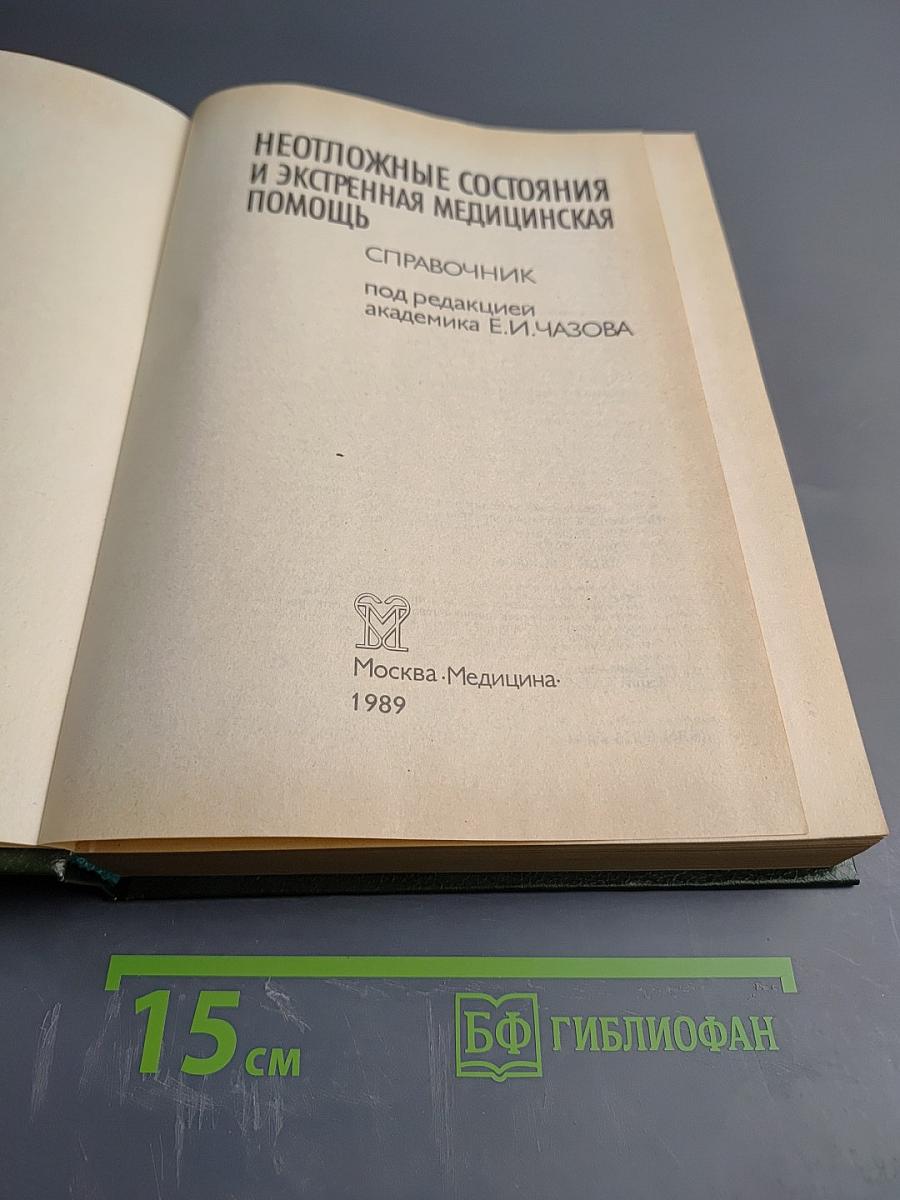 НЕОТЛОЖНЫЕ СОСТОЯНИЯ
И ЭКСТРЕННАЯ МЕДИЦИНСКАЯ
ПОМОЩЬ
СПРАВОЧНИК
под редакцией
академика Е.И.ЧАЗОВА
Москва ·Медицина·
1989
15 см
БФ ГИБЛИОФАН